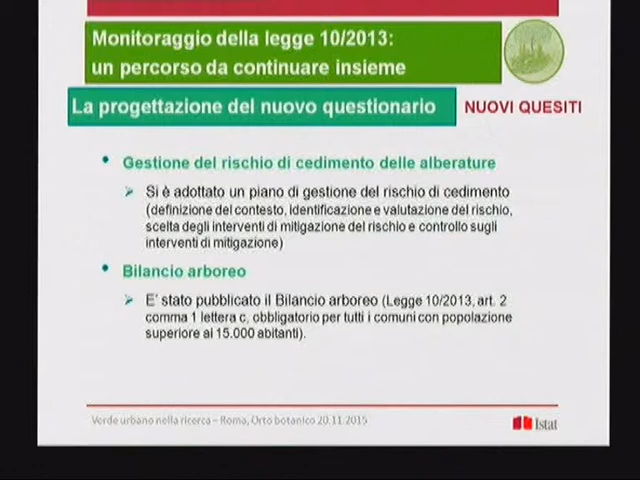 Monitoraggio della legge 10/2013:
un percorso da continuare insieme
La progettazione del nuovo questionario
NUOVI QUESITI
• Gestione del rischio di cedimento delle alberature
➢ Si è adottato un piano di gestione del rischio di cedimento
(definizione del contesto, identificazione e valutazione del rischio,
scelta degli interventi di mitigazione del rischio e controllo sugli
interventi di mitigazione)
• Bilancio arboreo
➢ E' stato pubblicato il Bilancio arboreo (Legge 10/2013, art. 2
comma 1 lettera c, obbligatorio per tutti i comuni con popolazione
superiore ai 15.000 abitanti).
Verde urbano nella ricerca – Roma, Orto botanico 20.11.2015
Istat